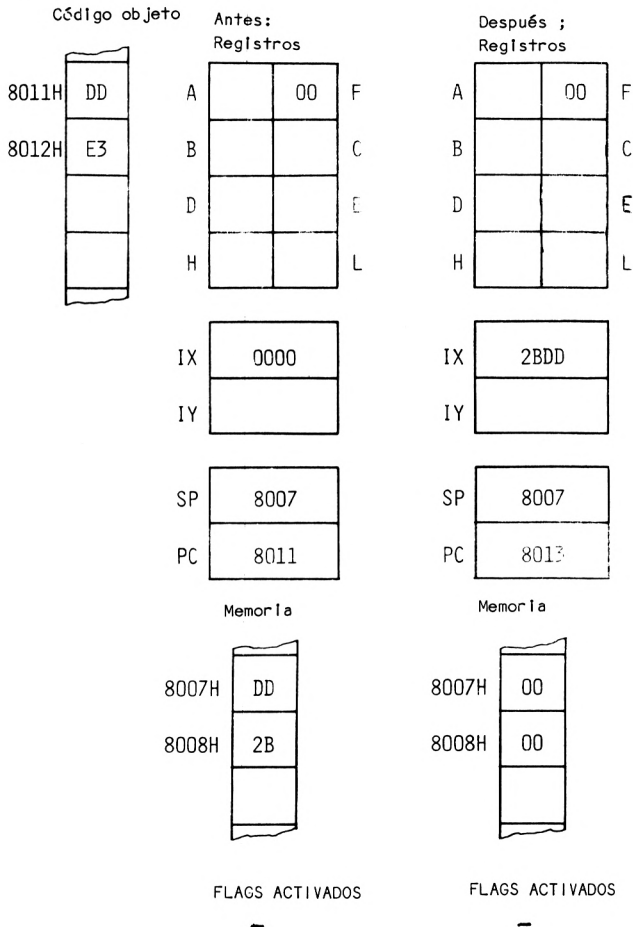 Código objeto
8011H DD
8012H E3
Antes:
Registros
A 00 F
B C
D E
H L
IX 0000
IY
SP 8007
PC 8011
Memoria
8007H DD
8008H 2B
FLAGS ACTIVADOS
Después ;
Registros
A 00 F
B C
D E
H L
IX 2BDD
IY
SP 8007
PC 8013
Memoria
8007H 00
8008H 00
FLAGS ACTIVADOS